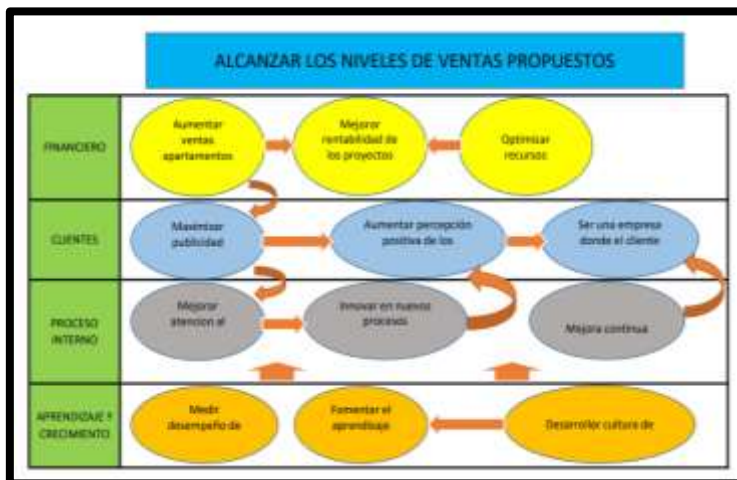 ALCANZAR LOS NIVELES DE VENTAS PROPUESTOS
FINANCIERO
Aumentar
ventas
apartamentos
Mejorar
rentabilidad de
los proyectos
Optimizar
recursos
CLIENTES
Maximizar
publicidad
Aumentar percepción
positiva de los
Ser una empresa
donde el cliente
PROCESO
INTERNO
Mejorar
atencion al
Innovar en nuevos
procesos
Mejora continua
APRENDIZAJE Y
CRECIMIENTO
Medir
desempeño de
Fomentar el
aprendizaje
Desarrollor cultura de